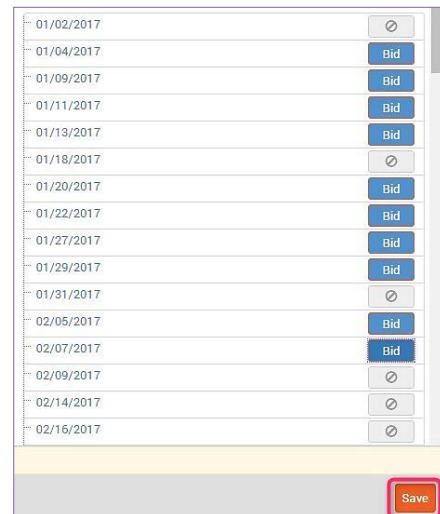 01/02/2017
01/04/2017 Bid
01/09/2017 Bid
01/11/2017 Bid
01/13/2017 Bid
01/18/2017
01/20/2017 Bid
01/22/2017 Bid
01/27/2017 Bid
01/29/2017 Bid
01/31/2017
02/05/2017 Bid
02/07/2017 Bid
02/09/2017
02/14/2017
02/16/2017
Save